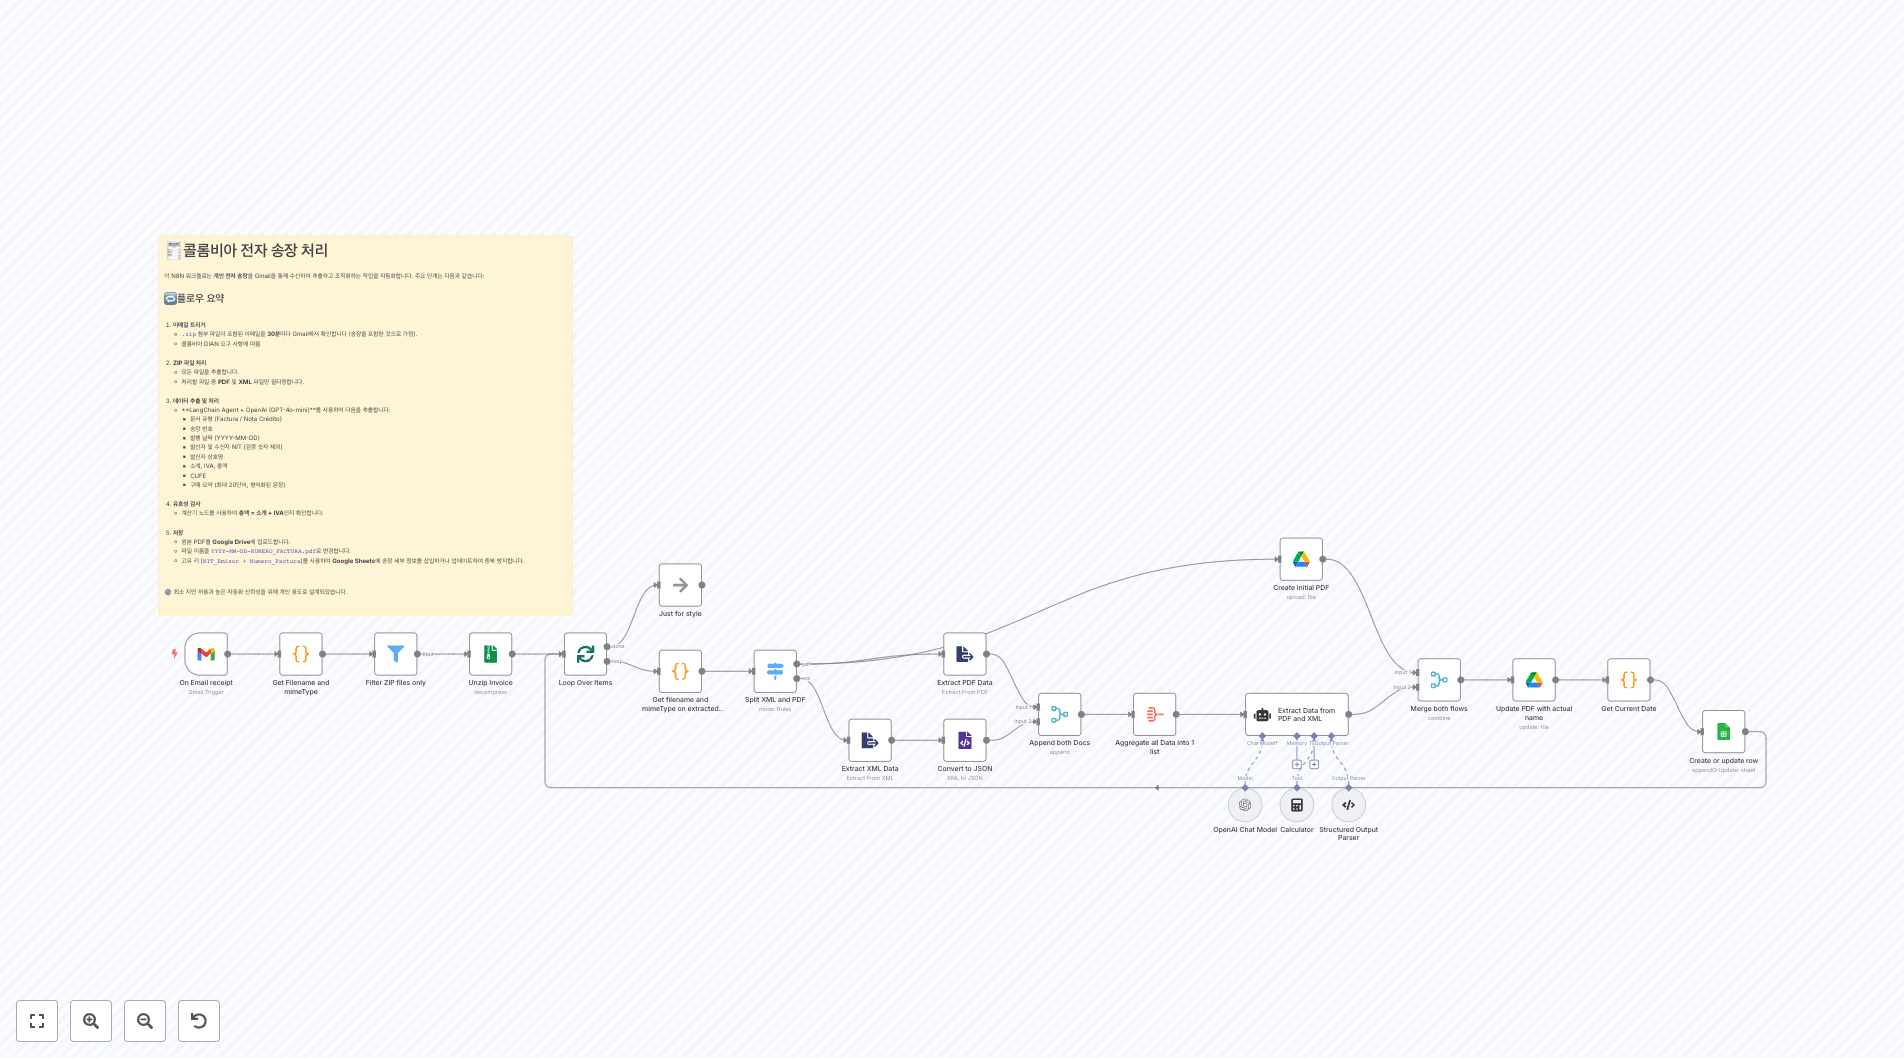 콜롬비아 전자 송장 처리
이 N8N 워크플로는 개인 전자 송장을 Gmail을 통해 수신하여 추출하고 조직화하는 작업을 자동화합니다. 주요 단계는 다음과 같습니다:
플로우 요약
1. 이메일 트리거
.zip 첨부 파일이 포함된 이메일을 30분마다 Gmail에서 확인합니다 (송장을 포함한 것으로 가정).
콜롬비아 DIAN 요구 사항에 따름
2. ZIP 파일 처리
모든 파일을 추출합니다.
처리할 파일 중 PDF 및 XML 파일만 필터링합니다.
3. 데이터 추출 및 처리
**LangChain Agent + OpenAI (GPT-4o-mini)**를 사용하여 다음을 추출합니다:
문서 유형 (Factura / Nota Crédito)
송장 번호
발행 날짜 (YYYY-MM-DD)
발신자 및 수신자 NIT (검증 숫자 제외)
발신자 상호명
소계, IVA, 총액
CUFE
구매 요약 (최대 20단어, 형식화된 문장)
4. 유효성 검사
계산기 노드를 사용하여 총액 = 소계 + IVA인지 확인합니다.
5. 저장
원본 PDF를 Google Drive에 업로드합니다.
파일 이름을 YYYY-MM-DD-NUMERO_FACTURA.pdf로 변경합니다.
고유 키 (NIT_Emisor + Numero_Factura)를 사용하여 Google Sheets에 송장 세부 정보를 삽입하거나 업데이트하여 중복 방지합니다.
최소 지연 허용과 높은 자동화 신뢰성을 위해 개인 용도로 설계되었습니다.
On Email receipt
Gmail Trigger
Get Filename and
mimeType
Filter ZIP files only
Kept
Unzip Invoice
decompress
Loop Over Items
done
loop
Just for style
Get filename and
mimeType on extracted...
Split XML and PDF
mode: Rules
pdf
xml
Extract PDF Data
Extract From PDF
Extract XML Data
Extract From XML
Convert to JSON
XML to JSON
Input 1
Input 2
Append both Docs
append
Aggregate all Data into 1
list
Extract Data from
PDF and XML
Chat Model*
Memory
Output Parser
Model
Tool
Output Parser
OpenAI Chat Model
Calculator
Structured Output
Parser
Create initial PDF
upload: file
Input 1
Input 2
Merge both flows
combine
Update PDF with actual
name
update: file
Get Current Date
Create or update row
appendOrUpdate: sheet